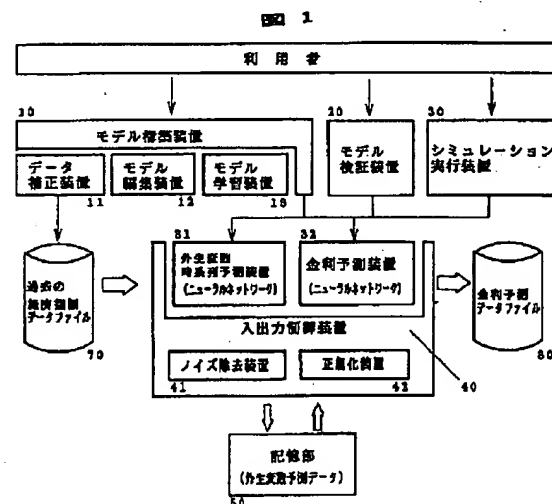 図 1
利 用 者
10
モデル構築装置
20
モデル
検証装置
30
シミュレーション
実行装置
データ
補正装置
11
モデル
編集装置
12
モデル
学習装置
13
31
外生変数
時系列予測装置
(ニューラルネットワーク)
32
金利予測装置
(ニューラルネットワーク)
過去の
経済指標
データファイル
70
金利予測
データファイル
80
入出力制御装置
ノイズ除去装置
41
正規化装置
42
40
記憶部
(外生変数予測データ)
50